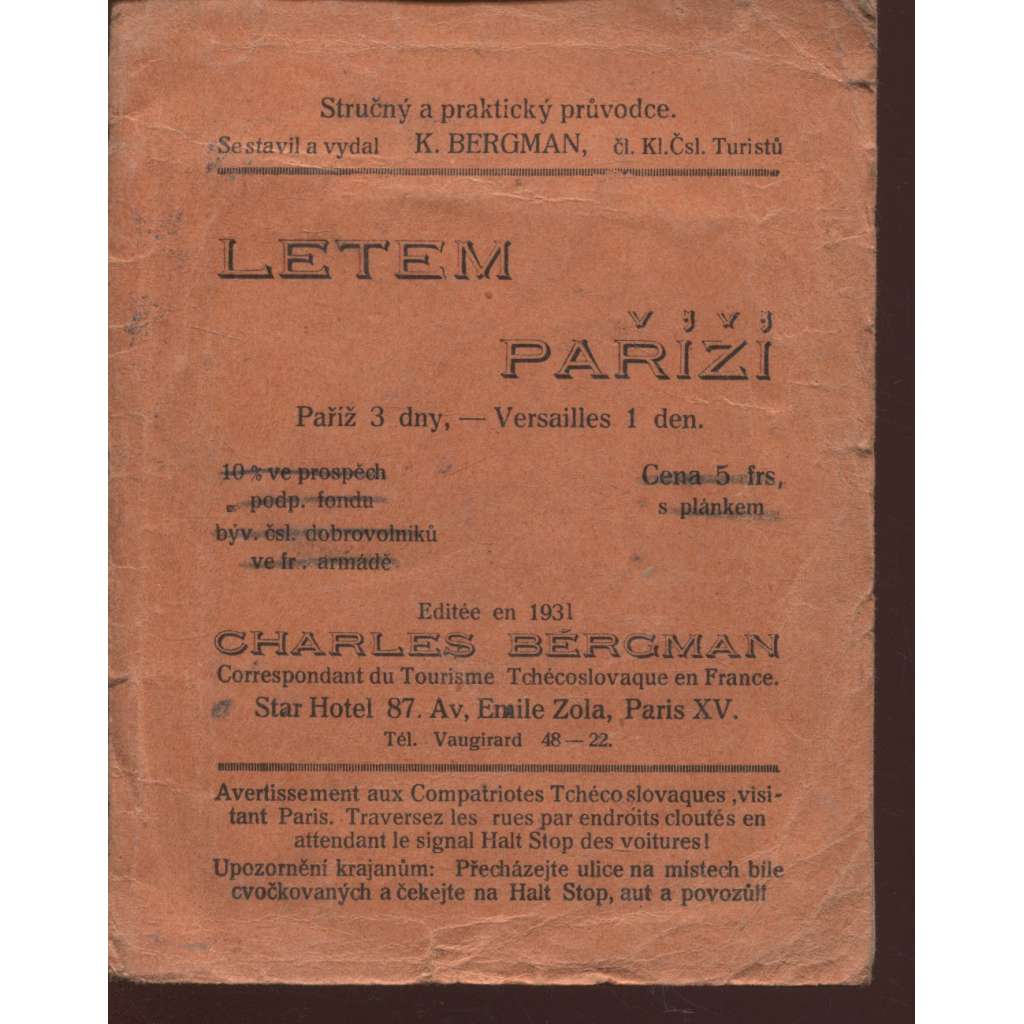 Stručný a praktický průvodce.
Sestavil a vydal K. BERGMAN, čl. Kl.Čsl. Turistů
LETEM
PAŘÍŽÍ
Paříž 3 dny, — Versailles 1 den.
10 % ve prospěch
podp. fondu
býv. čsl. dobrovolníků
ve fr. armádě
Cena 5 frs,
s plánkem
Editée en 1931
CHARLES BÉRGMAN
Correspondant du Tourisme Tchécoslovaque en France.
Star Hotel 87. Av, Emile Zola, Paris XV.
Tél. Vaugirard 48 — 22.
Avertissement aux Compatriotes Tchéco slovaques ,visi-
tant Paris. Traversez les rues par endróits cloutés en
attendant le signal Halt Stop des voitures!
Upozornění krajanům: Přecházejte ulice na místech bíle
cvočkovaných a čekejte na Halt Stop, aut a povozů!!